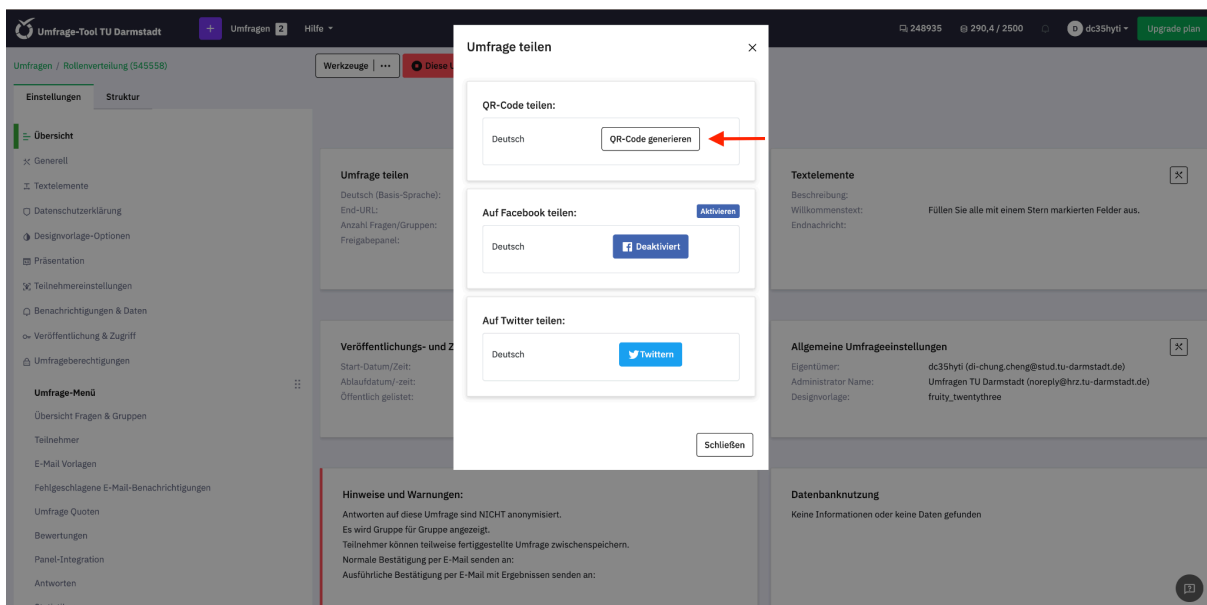 Umfrage-Tool TU Darmstadt
+
Umfragen 2
Hilfe
248935
290,4 / 2500
D dc35hyti
Upgrade plan
Umfragen / Rollenverteilung (545558)
Werkzeuge | ···
Diese U
Einstellungen
Struktur
Übersicht
Generell
Textelemente
Datenschutzerklärung
Designvorlage-Optionen
Präsentation
Teilnehmereinstellungen
Benachrichtigungen & Daten
Veröffentlichung & Zugriff
Umfrageberechtigungen
Umfrage-Menü
Übersicht Fragen & Gruppen
Teilnehmer
E-Mail Vorlagen
Fehlgeschlagene E-Mail-Benachrichtigungen
Umfrage Quoten
Bewertungen
Panel-Integration
Antworten
Umfrage teilen
Deutsch (Basis-Sprache):
End-URL:
Anzahl Fragen/Gruppen:
Freigabepanel:
Veröffentlichungs- und Z
Start-Datum/Zeit:
Ablaufdatum/-zeit:
Öffentlich gelistet:
Hinweise und Warnungen:
Antworten auf diese Umfrage sind NICHT anonymisiert.
Es wird Gruppe für Gruppe angezeigt.
Teilnehmer können teilweise fertiggestellte Umfrage zwischenspeichern.
Normale Bestätigung per E-Mail senden an:
Ausführliche Bestätigung per E-Mail mit Ergebnissen senden an:
Umfrage teilen
×
QR-Code teilen:
Deutsch
QR-Code generieren
Auf Facebook teilen:
Aktivieren
Deutsch
Deaktiviert
Auf Twitter teilen:
Deutsch
Twittern
Schließen
Textelemente
Beschreibung:
Willkommenstext: Füllen Sie alle mit einem Stern markierten Felder aus.
Endnachricht:
Allgemeine Umfrageeinstellungen
Eigentümer: dc35hyti (di-chung.cheng@stud.tu-darmstadt.de)
Administrator Name: Umfragen TU Darmstadt (noreply@hrz.tu-darmstadt.de)
Designvorlage: fruity_twentythree
Datenbanknutzung
Keine Informationen oder keine Daten gefunden